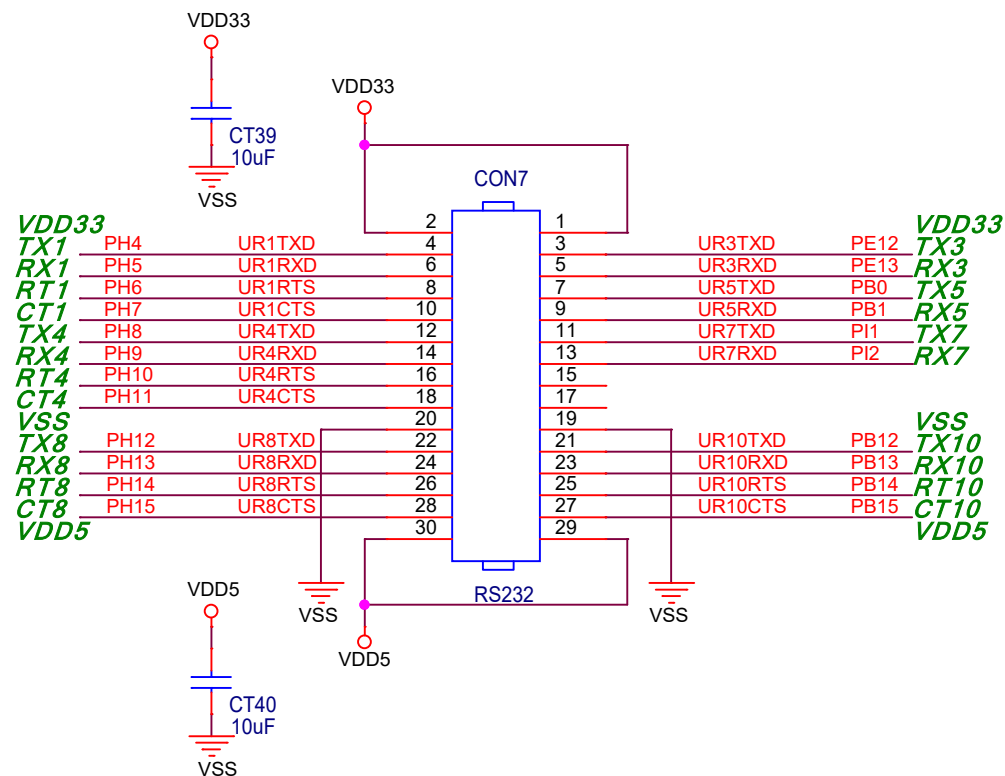 VDD33
CT39
10uF
VSS
VDD33
CON7
VDD33 2 1 VDD33
TX1 PH4 UR1TXD 4 3 UR3TXD PE12 TX3
RX1 PH5 UR1RXD 6 5 UR3RXD PE13 RX3
RT1 PH6 UR1RTS 8 7 UR5TXD PB0 TX5
CT1 PH7 UR1CTS 10 9 UR5RXD PB1 RX5
TX4 PH8 UR4TXD 12 11 UR7TXD PI1 TX7
RX4 PH9 UR4RXD 14 13 UR7RXD PI2 RX7
RT4 PH10 UR4RTS 16 15
CT4 PH11 UR4CTS 18 17
VSS 20 19 VSS
TX8 PH12 UR8TXD 22 21 UR10TXD PB12 TX10
RX8 PH13 UR8RXD 24 23 UR10RXD PB13 RX10
RT8 PH14 UR8RTS 26 25 UR10RTS PB14 RT10
CT8 PH15 UR8CTS 28 27 UR10CTS PB15 CT10
VDD5 30 29 VDD5
RS232
VSS
VSS
VDD5
VDD5
CT40
10uF
VSS